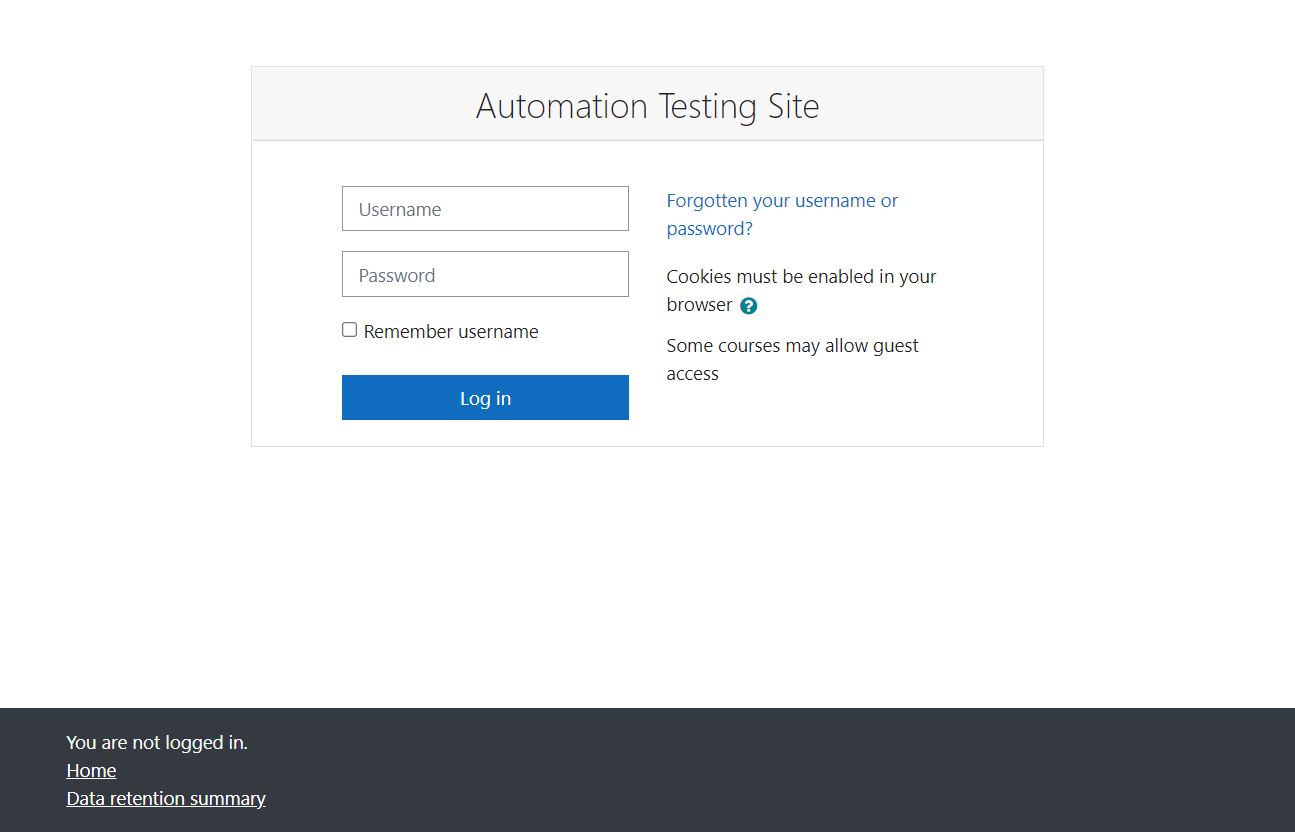 Automation Testing Site
Username
Password
Remember username
Log in
Forgotten your username or
password?
Cookies must be enabled in your
browser ?
Some courses may allow guest
access
You are not logged in.
Home
Data retention summary